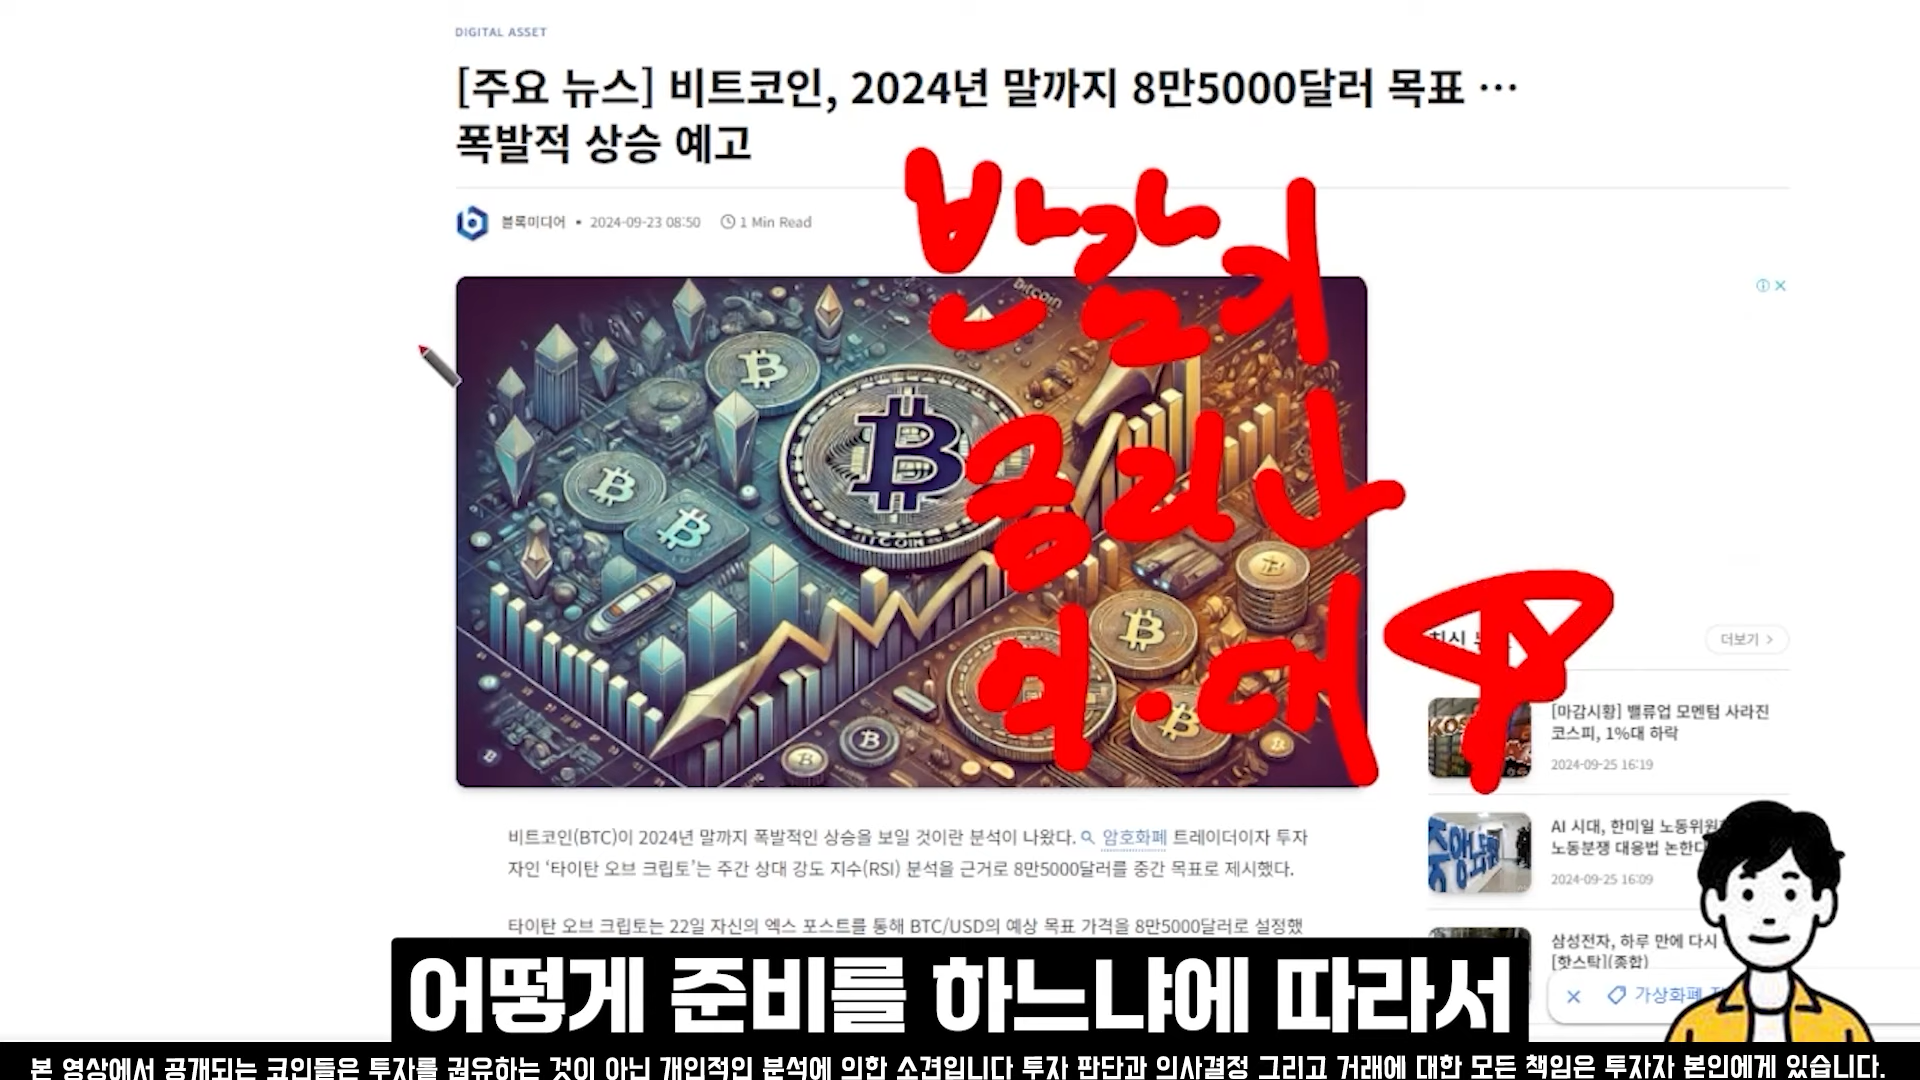 DIGITAL ASSET
[주요 뉴스] 비트코인, 2024년 말까지 8만5000달러 목표 …
폭발적 상승 예고
블록미디어 • 2024-09-23 08:50 1 Min Read
반감기
금리
역대
Bitcoin
BITCOIN
비트코인(BTC)이 2024년 말까지 폭발적인 상승을 보일 것이란 분석이 나왔다. 암호화폐 트레이더이자 투자
자인 ‘타이탄 오브 크립토’는 주간 상대 강도 지수(RSI) 분석을 근거로 8만5000달러를 중간 목표로 제시했다.
타이탄 오브 크립토는 22일 자신의 엑스 포스트를 통해 BTC/USD의 예상 목표 가격을 8만5000달러로 설정했
최신
더보기 >
[마감시황] 밸류업 모멘텀 사라진
코스피, 1%대 하락
2024-09-25 16:19
AI 시대, 한미일 노동위원
노동분쟁 대응법 논한다
2024-09-25 16:09
삼성전자, 하루 만에 다시
[핫스탁](종합)
가상화폐
어떻게 준비를 하느냐에 따라서
본 영상에서 공개되는 코인들은 투자를 권유하는 것이 아닌 개인적인 분석에 의한 소견입니다 투자 판단과 의사결정 그리고 거래에 대한 모든 책임은 투자자 본인에게 있습니다.